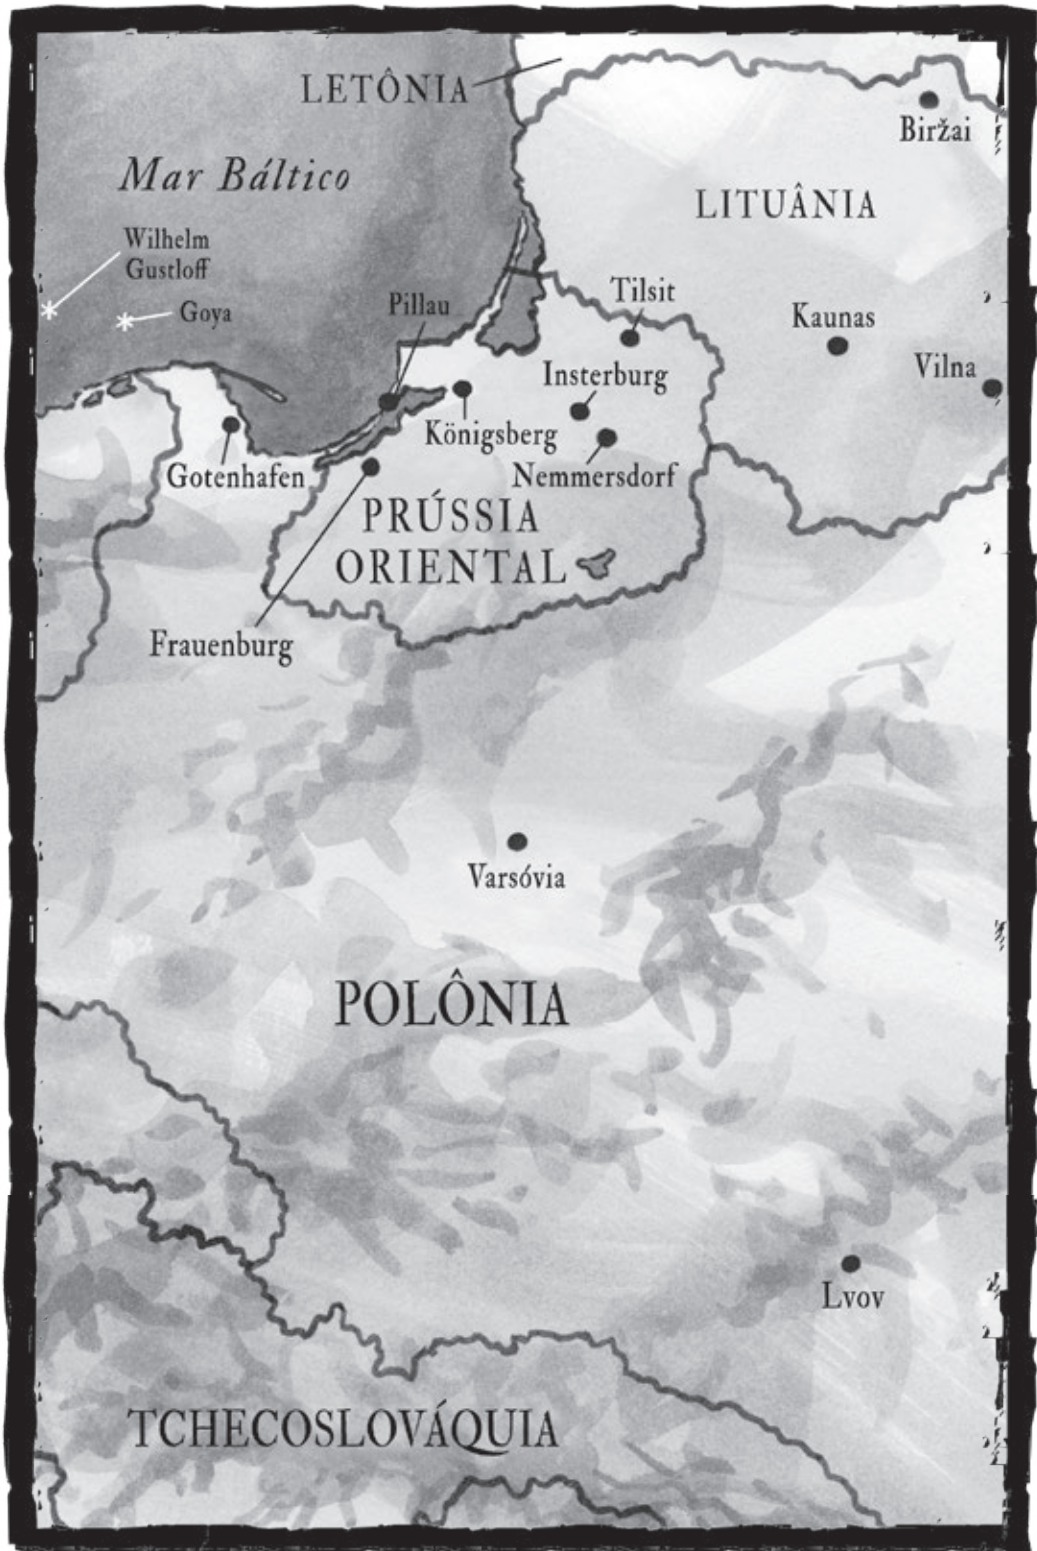 LETÔNIA
Biržai
Mar Báltico
LITUÂNIA
Wilhelm
Gustloff
Goya
Pillau
Tilsit
Kaunas
Insterburg
Vilna
Königsberg
Gotenhafen
Nemmersdorf
PRÚSSIA
ORIENTAL
Frauenburg
Varsóvia
POLÔNIA
Lvov
TCHECOSLOVÁQUIA